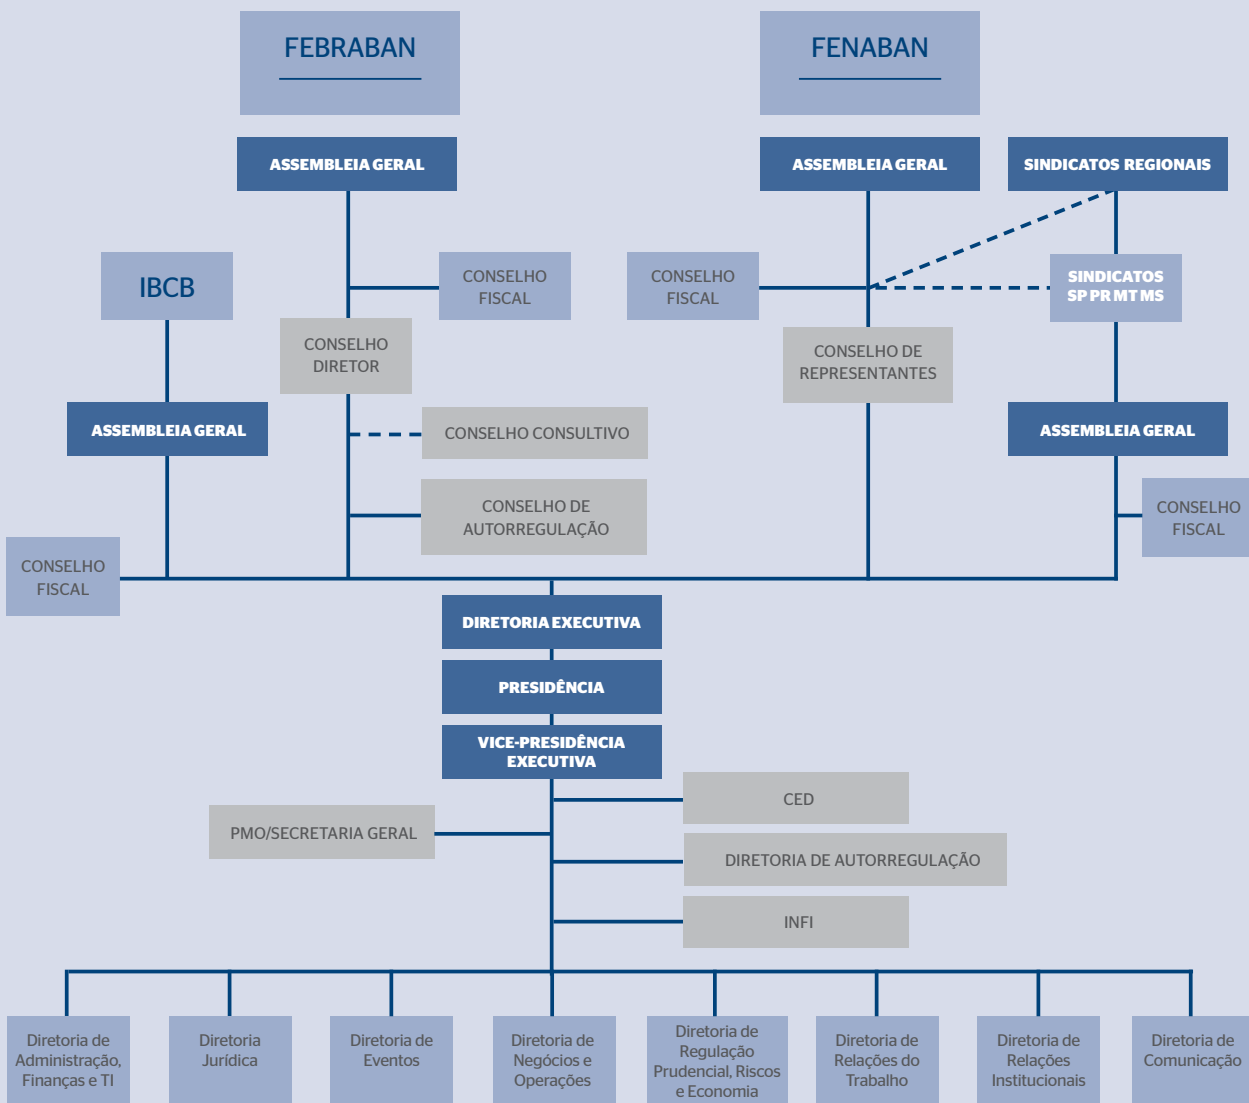 FEBRABAN
FENABAN
ASSEMBLEIA GERAL
ASSEMBLEIA GERAL
SINDICATOS REGIONAIS
IBCB
CONSELHO
FISCAL
CONSELHO
FISCAL
SINDICATOS
SP PR MT MS
CONSELHO
DIRETOR
CONSELHO DE
REPRESENTANTES
ASSEMBLEIA GERAL
CONSELHO CONSULTIVO
ASSEMBLEIA GERAL
CONSELHO DE
AUTORREGULAÇÃO
CONSELHO
FISCAL
CONSELHO
FISCAL
DIRETORIA EXECUTIVA
PRESIDÊNCIA
VICE-PRESIDÊNCIA
EXECUTIVA
CED
PMO/SECRETARIA GERAL
DIRETORIA DE AUTORREGULAÇÃO
INFI
Diretoria de
Administração,
Finanças e TI
Diretoria
Jurídica
Diretoria de
Eventos
Diretoria de
Negócios e
Operações
Diretoria de
Regulação
Prudencial, Riscos
e Economia
Diretoria de
Relações do
Trabalho
Diretoria de
Relações
Institucionais
Diretoria de
Comunicação